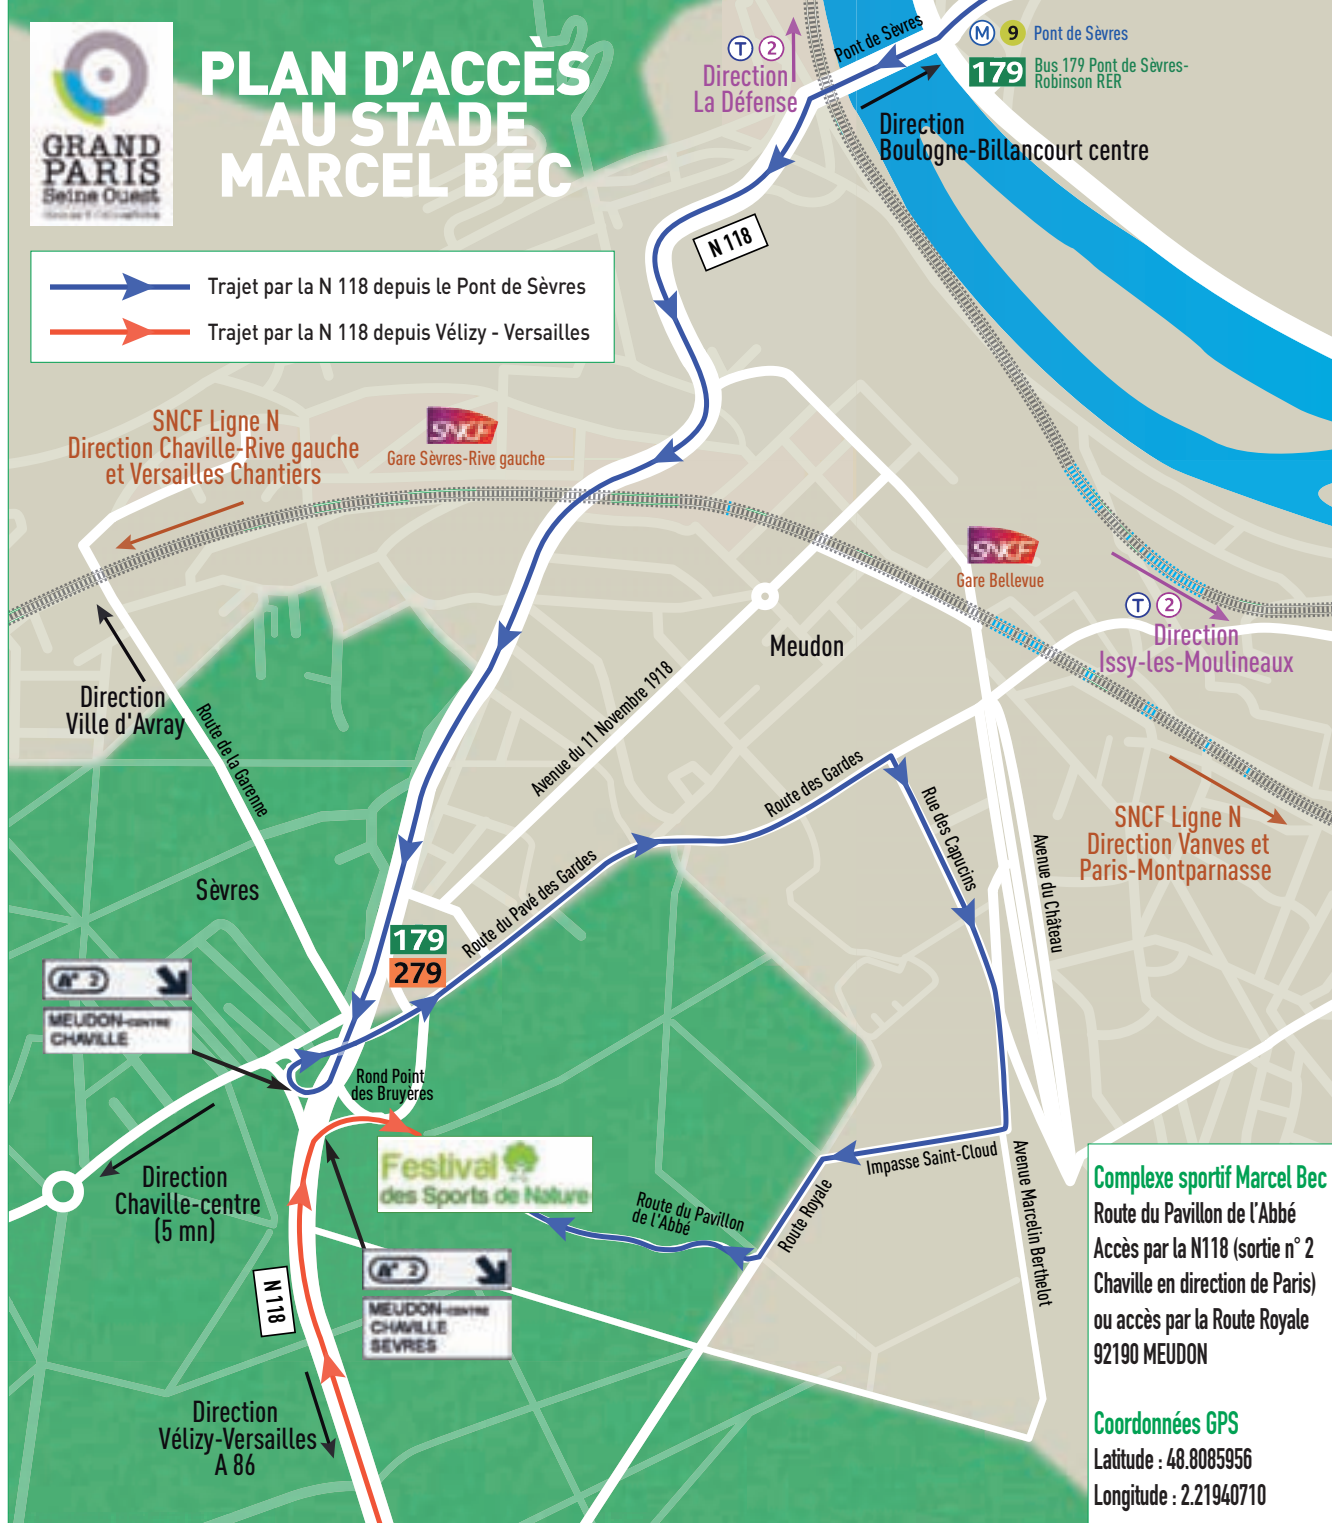 GRAND
PARIS
Seine Ouest
PLAN D'ACCÈS
AU STADE
MARCEL BEC
Trajet par la N 118 depuis le Pont de Sèvres
Trajet par la N 118 depuis Vélizy - Versailles
T 2
Direction
La Défense
Pont de Sèvres
M 9 Pont de Sèvres
179 Bus 179 Pont de Sèvres-
Robinson RER
Direction
Boulogne-Billancourt centre
N 118
SNCF Ligne N
Direction Chaville-Rive gauche
et Versailles Chantiers
SNCF
Gare Sèvres-Rive gauche
SNCF
Gare Bellevue
T 2
Direction
Issy-les-Moulineaux
Meudon
Direction
Ville d'Avray
Route de la Garenne
Avenue du 11 Novembre 1918
Route des Gardes
Rue des Capucins
Avenue du Château
SNCF Ligne N
Direction Vanves et
Paris-Montparnasse
Sèvres
Route du Pavé des Gardes
179
279
N° 2
MEUDON-CENTRE
CHAVILLE
Rond Point
des Bruyères
Direction
Chaville-centre
(5 mn)
Festival
des Sports de Nature
Route du Pavillon
de l'Abbé
Route Royale
Impasse Saint-Cloud
Avenue Marcelin Berthelot
N° 2
MEUDON-CENTRE
CHAVILLE
SEVRES
N 118
Direction
Vélizy-Versailles
A 86
Complexe sportif Marcel Bec
Route du Pavillon de l'Abbé
Accès par la N118 (sortie n° 2
Chaville en direction de Paris)
ou accès par la Route Royale
92190 MEUDON
Coordonnées GPS
Latitude : 48.8085956
Longitude : 2.21940710